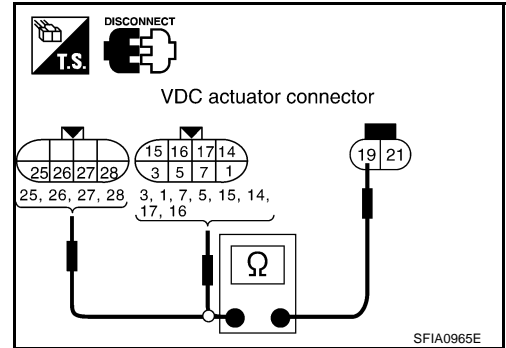 DISCONNECT
T.S.
VDC actuator connector
15 16 17 14
19 21
25 26 27 28
3 5 7 1
25, 26, 27, 28
3, 1, 7, 5, 15, 14,
17, 16
Ω
SFIA0965E